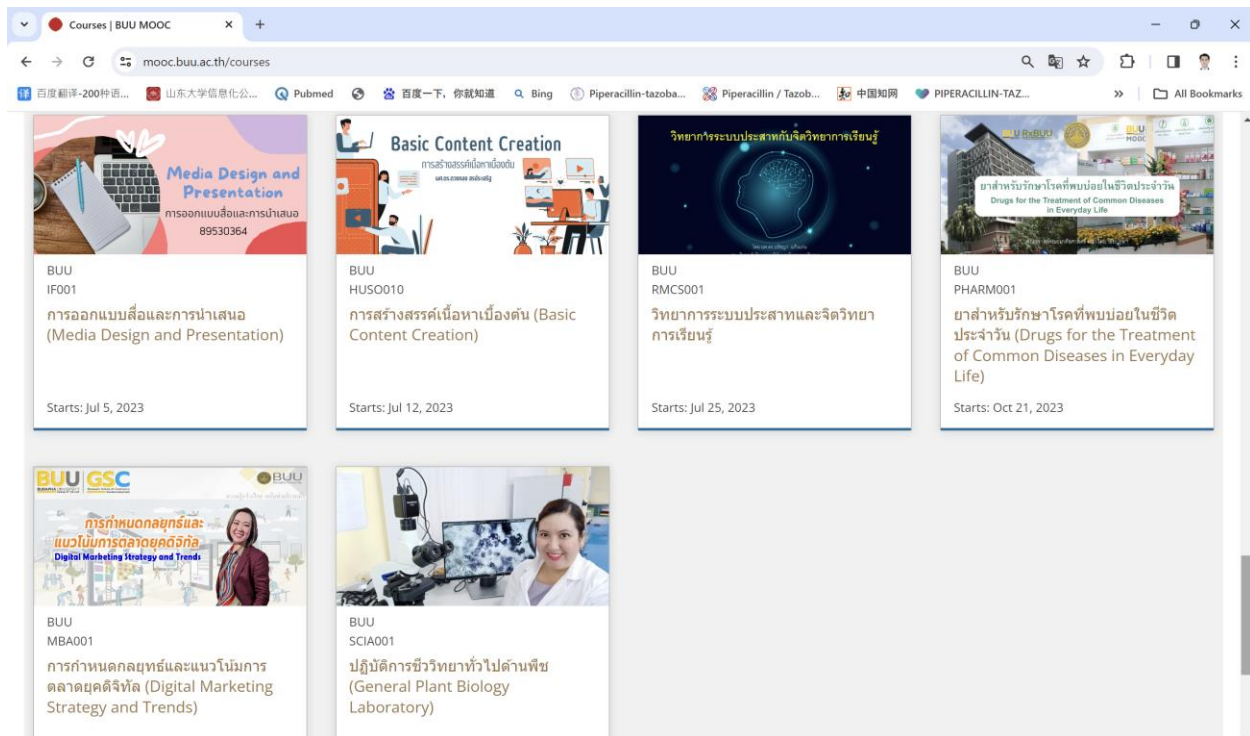 Courses | BUU MOOC
mooc.buu.ac.th/courses
百度翻译-200种语...
山东大学信息化公...
Pubmed
百度一下，你就知道
Bing
Piperacillin-tazoba...
Piperacillin / Tazob...
中国知网
PIPERACILLIN-TAZ...
All Bookmarks
Media Design and
Presentation
การออกแบบสื่อและการนำเสนอ
89530364
BUU
IF001
การออกแบบสื่อและการนำเสนอ
(Media Design and Presentation)
Starts: Jul 5, 2023
Basic Content Creation
การสร้างสรรค์เนื้อหาเบื้องต้น
BUU
HUSO010
การสร้างสรรค์เนื้อหาเบื้องต้น (Basic
Content Creation)
Starts: Jul 12, 2023
วิทยาการระบบประสาทกับจิตวิทยาการเรียนรู้
BUU
RMCS001
วิทยาการระบบประสาทและจิตวิทยา
การเรียนรู้
Starts: Jul 25, 2023
BUU
MOOC
ยาสำหรับรักษาโรคที่พบบ่อยในชีวิตประจำวัน
Drugs for the Treatment of Common Diseases
in Everyday Life
BUU
PHARM001
ยาสำหรับรักษาโรคที่พบบ่อยในชีวิต
ประจำวัน (Drugs for the Treatment
of Common Diseases in Everyday
Life)
Starts: Oct 21, 2023
BUU GSC
BUU
การกำหนดกลยุทธ์และ
แนวโน้มการตลาดยุคดิจิทัล
Digital Marketing Strategy and Trends
BUU
MBA001
การกำหนดกลยุทธ์และแนวโน้มการ
ตลาดยุคดิจิทัล (Digital Marketing
Strategy and Trends)
BUU
SCIA001
ปฏิบัติการชีววิทยาทั่วไปด้านพืช
(General Plant Biology
Laboratory)